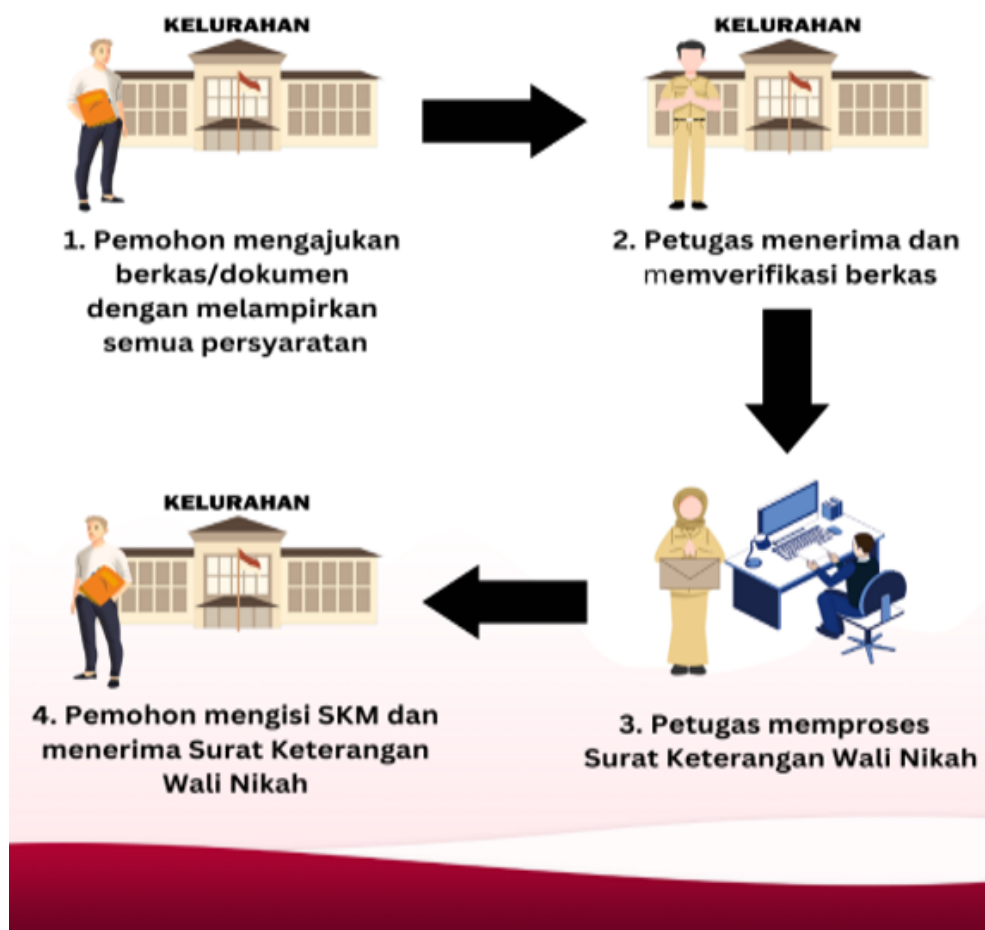 KELURAHAN
1. Pemohon mengajukan
berkas/dokumen
dengan melampirkan
semua persyaratan
KELURAHAN
2. Petugas menerima dan
memverifikasi berkas
3. Petugas memproses
Surat Keterangan Wali Nikah
KELURAHAN
4. Pemohon mengisi SKM dan
menerima Surat Keterangan
Wali Nikah